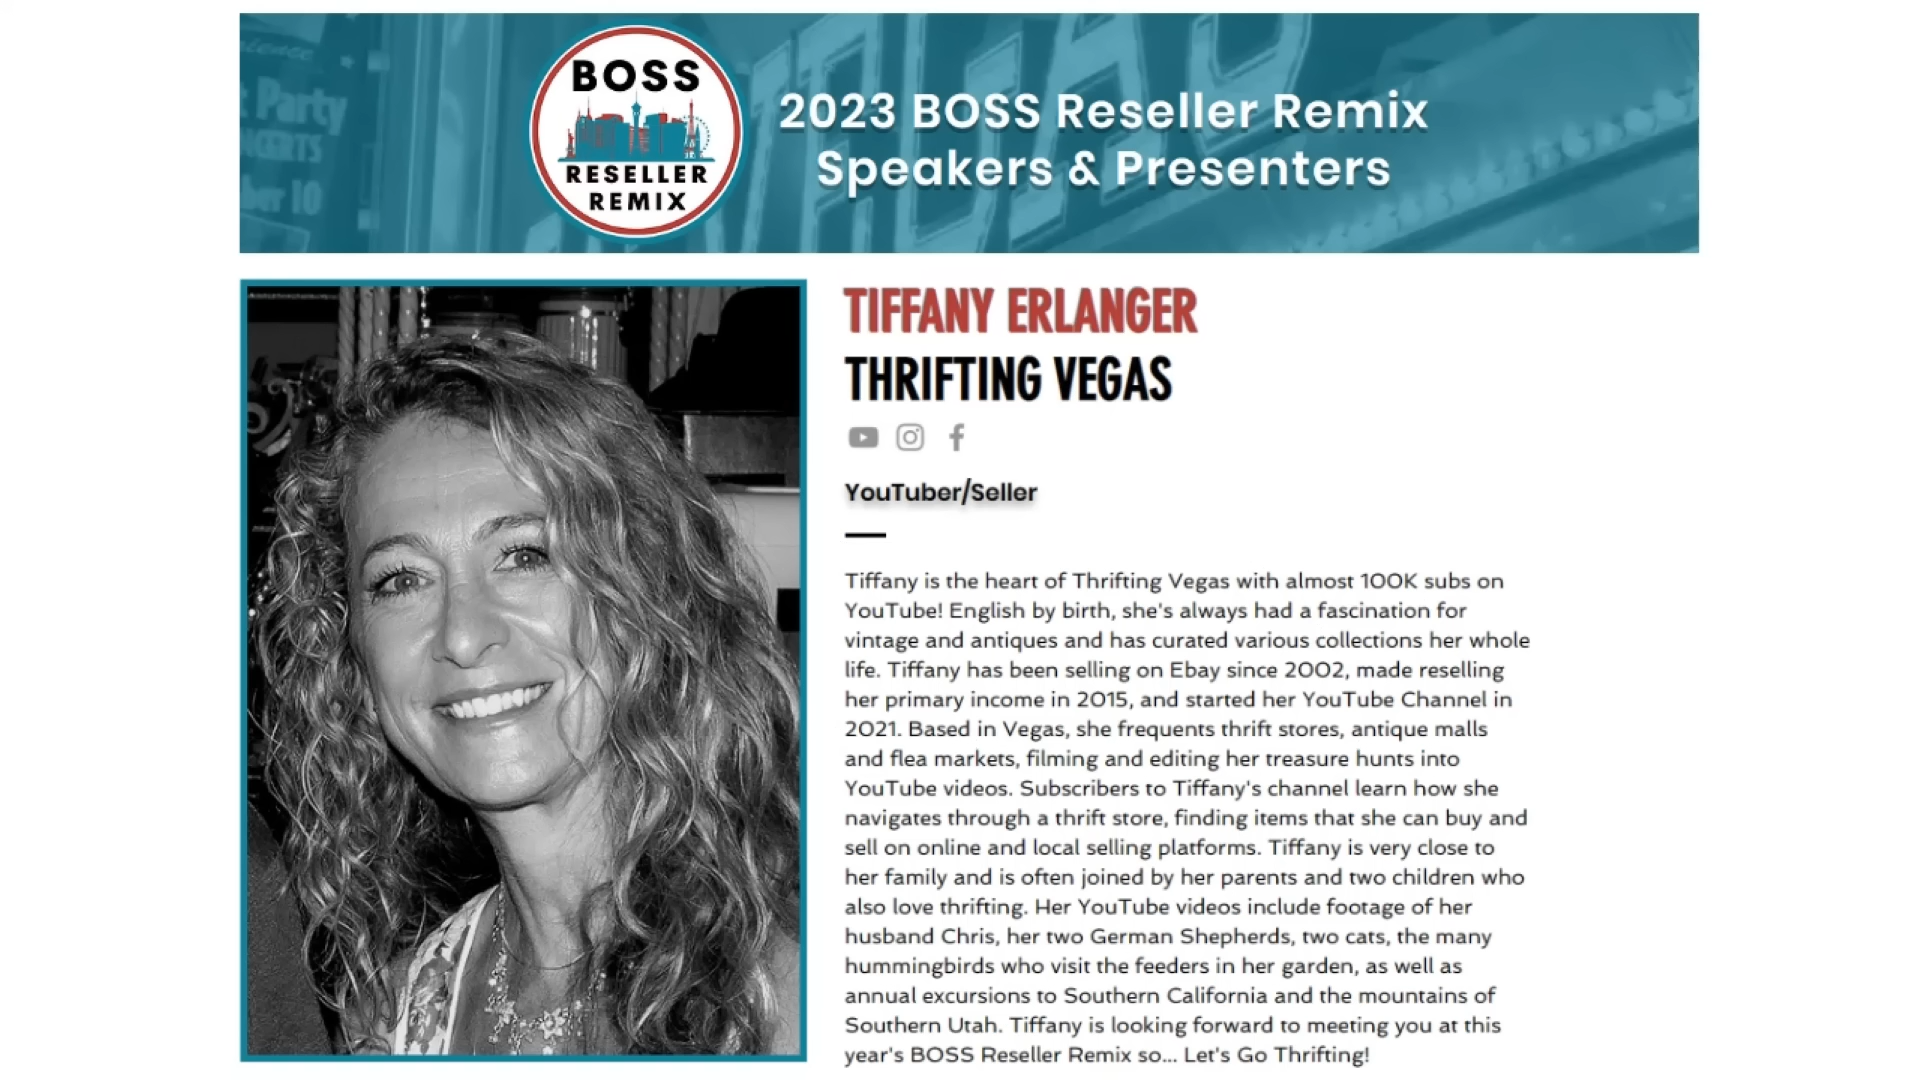 BOSS
RESELLER
REMIX
2023 BOSS Reseller Remix
Speakers & Presenters
Party
TIFFANY ERLANGER
THRIFTING VEGAS
YouTuber/Seller
Tiffany is the heart of Thrifting Vegas with almost 100K subs on
YouTube! English by birth, she's always had a fascination for
vintage and antiques and has curated various collections her whole
life. Tiffany has been selling on Ebay since 2002, made reselling
her primary income in 2015, and started her YouTube Channel in
2021. Based in Vegas, she frequents thrift stores, antique malls
and flea markets, filming and editing her treasure hunts into
YouTube videos. Subscribers to Tiffany's channel learn how she
navigates through a thrift store, finding items that she can buy and
sell on online and local selling platforms. Tiffany is very close to
her family and is often joined by her parents and two children who
also love thrifting. Her YouTube videos include footage of her
husband Chris, her two German Shepherds, two cats, the many
hummingbirds who visit the feeders in her garden, as well as
annual excursions to Southern California and the mountains of
Southern Utah. Tiffany is looking forward to meeting you at this
year's BOSS Reseller Remix so... Let's Go Thrifting!